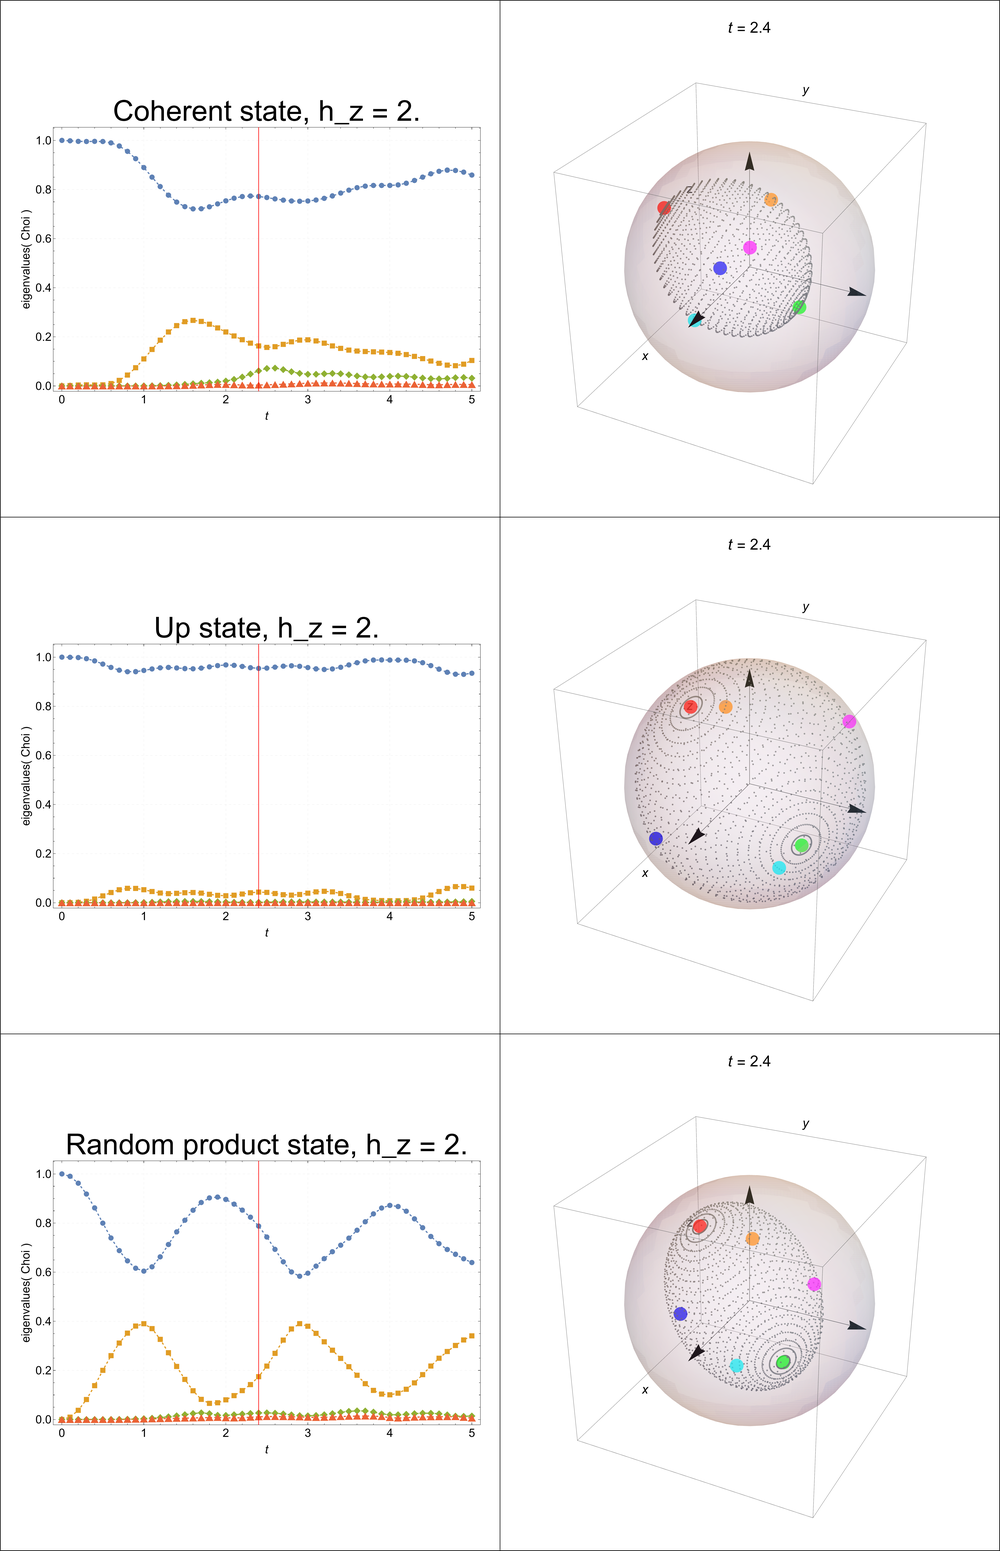 t = 2.4
Coherent state, h_z = 2.
eigenvalues( Choi )
1.0
0.8
0.6
0.4
0.2
0.0
0 1 2 3 4 5
t
y
z
x
t = 2.4
Up state, h_z = 2.
eigenvalues( Choi )
1.0
0.8
0.6
0.4
0.2
0.0
0 1 2 3 4 5
t
y
z
x
t = 2.4
Random product state, h_z = 2.
eigenvalues( Choi )
1.0
0.8
0.6
0.4
0.2
0.0
0 1 2 3 4 5
t
y
z
x